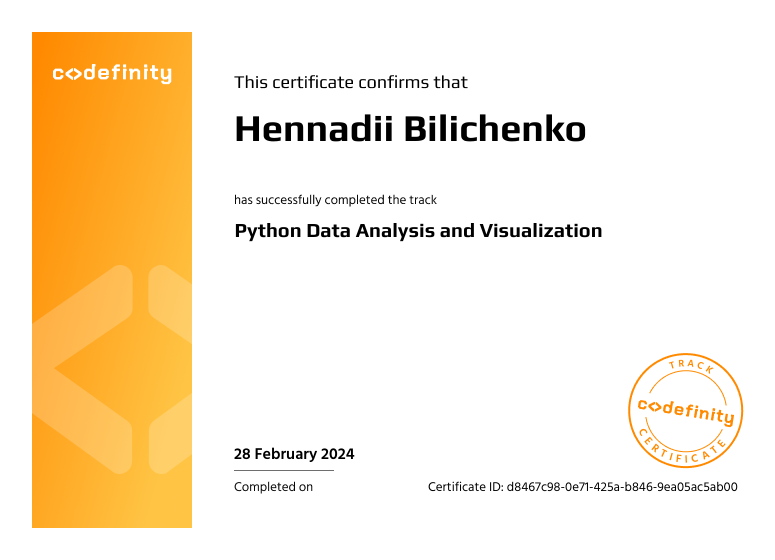 c<>definity
This certificate confirms that
Hennadii Bilichenko
has successfully completed the track
Python Data Analysis and Visualization
TRACK
c<>definity
CERTIFICATE
28 February 2024
Completed on
Certificate ID: d8467c98-0e71-425a-b846-9ea05ac5ab00